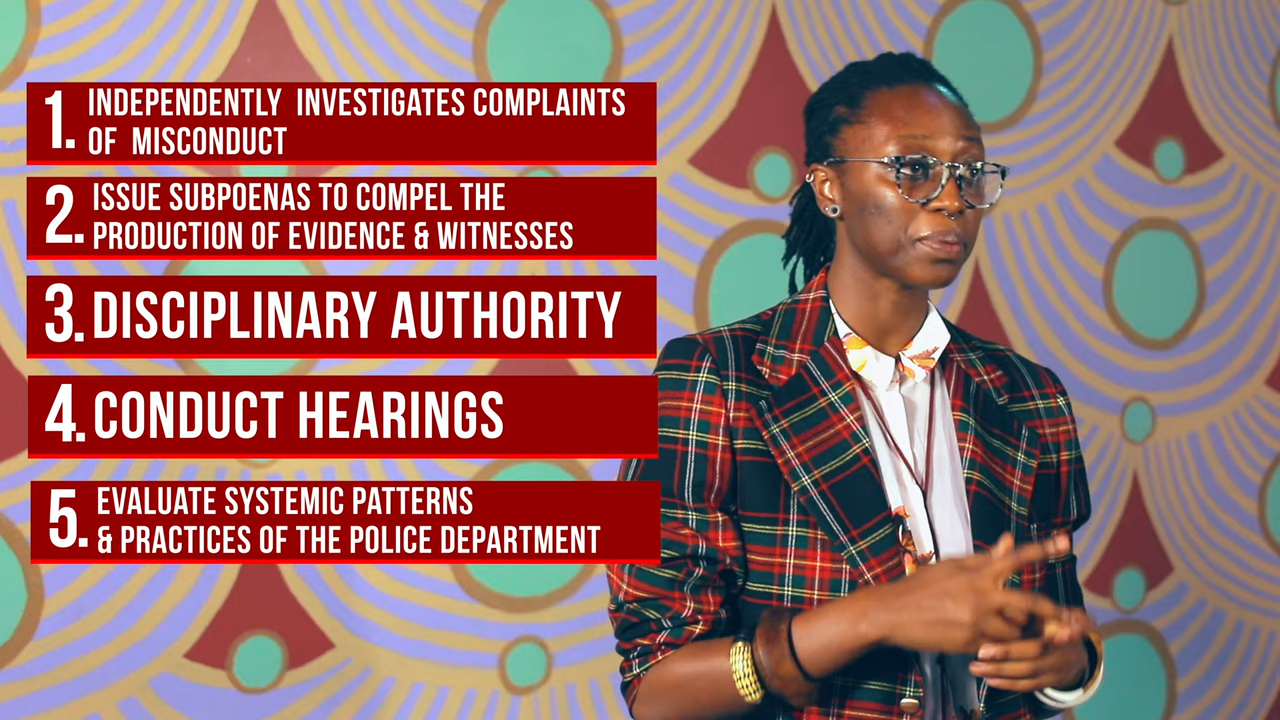 1. INDEPENDENTLY INVESTIGATES COMPLAINTS
OF MISCONDUCT
2. ISSUE SUBPOENAS TO COMPEL THE
PRODUCTION OF EVIDENCE & WITNESSES
3. DISCIPLINARY AUTHORITY
4. CONDUCT HEARINGS
5. EVALUATE SYSTEMIC PATTERNS
& PRACTICES OF THE POLICE DEPARTMENT